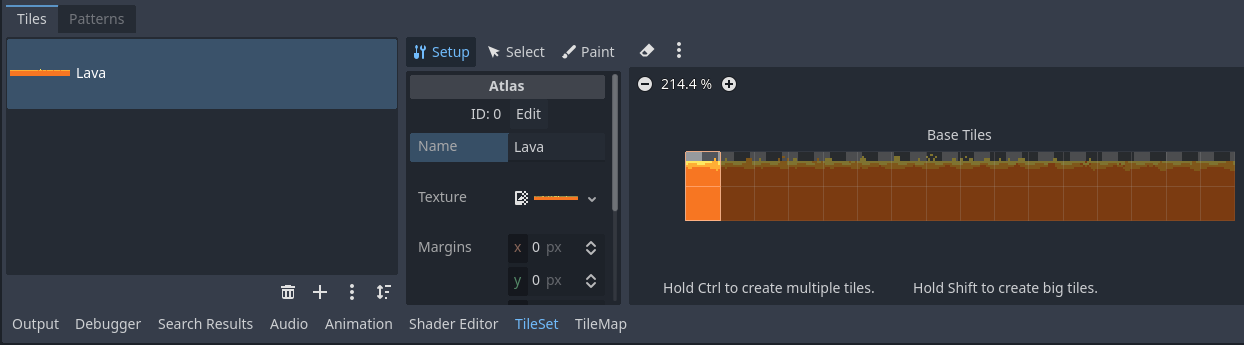 Tiles Patterns
Lava
Setup Select Paint
Atlas
ID: 0 Edit
Name Lava
Texture
Margins x 0 px
y 0 px
214.4 %
Base Tiles
Hold Ctrl to create multiple tiles. Hold Shift to create big tiles.
Output Debugger Search Results Audio Animation Shader Editor TileSet TileMap